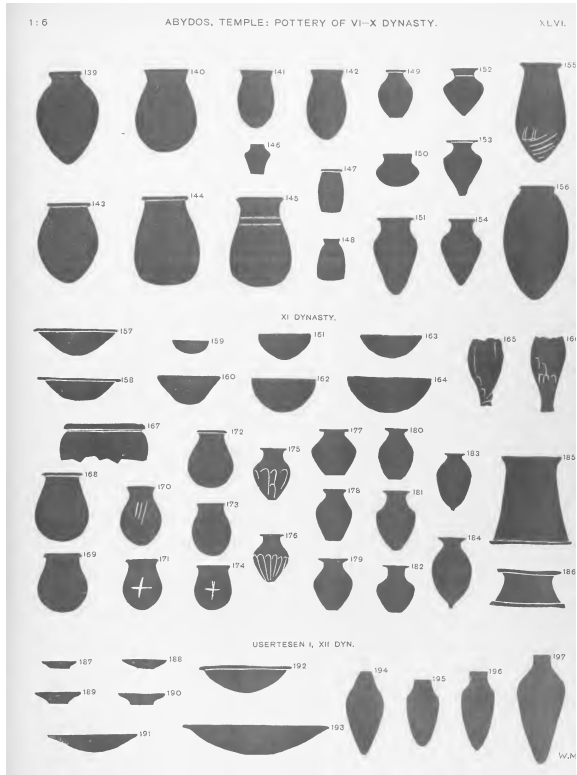 1:6 ABYDOS, TEMPLE: POTTERY OF VI–X DYNASTY. XLVI.
139 140 141 142 149 152 155
146 147 150 153
143 144 145 148 151 154 156
XI DYNASTY.
157 159 161 163 165 166
158 160 162 164
167 172 175 177 180 183 185
168 170 173 178 181
169 171 174 176 179 182 184 186
USERTESEN I, XII DYN.
187 188 192 194 195 196 197
189 190
191 193
W.M